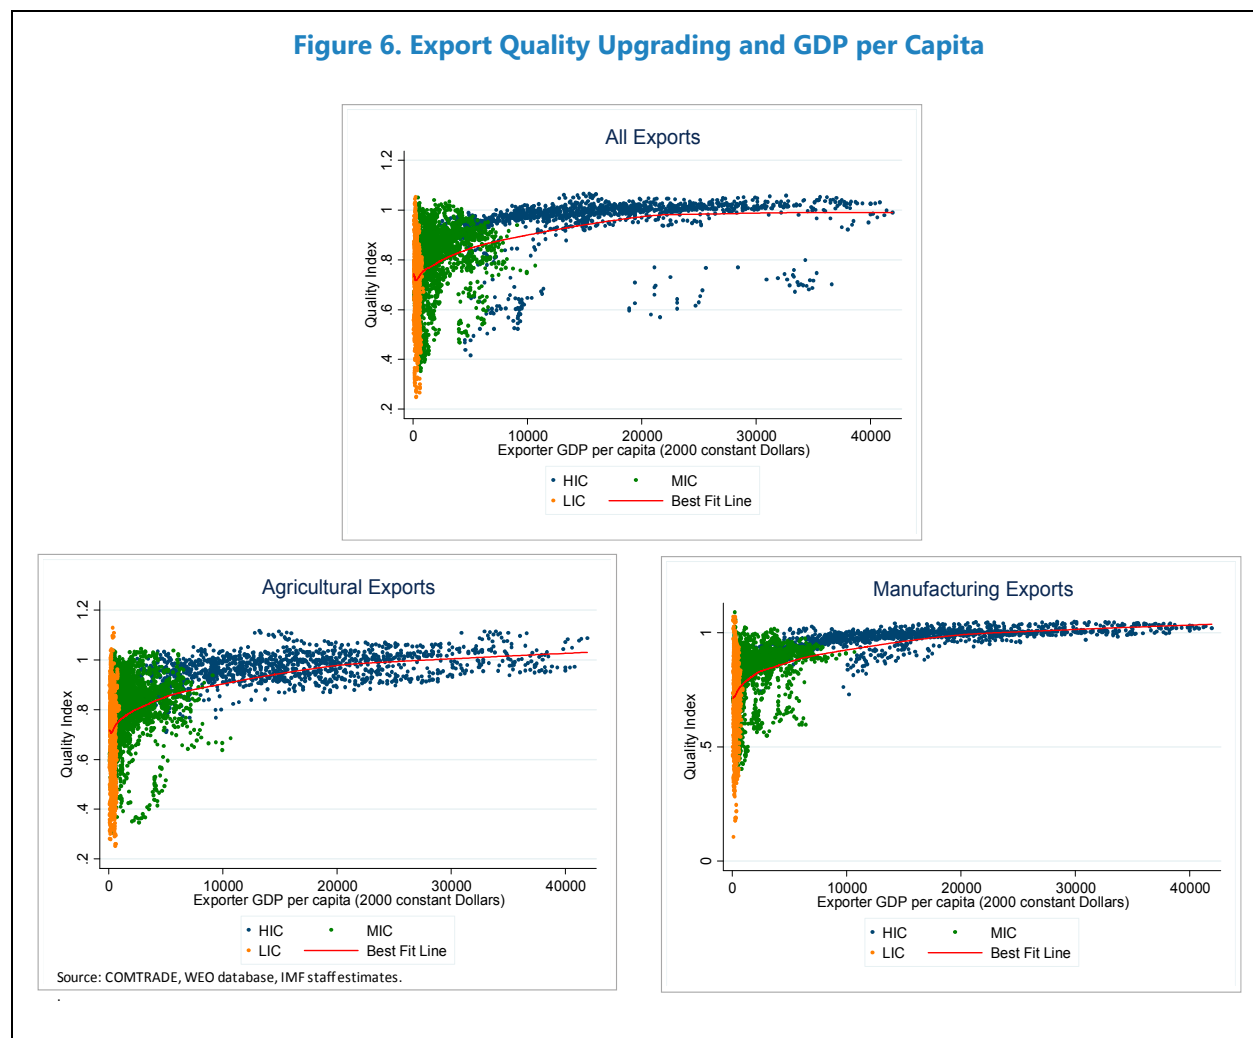 Figure 6. Export Quality Upgrading and GDP per Capita
All Exports
Quality Index
.2 .4 .6 .8 1 1.2
0 10000 20000 30000 40000
Exporter GDP per capita (2000 constant Dollars)
HIC MIC
LIC Best Fit Line
Agricultural Exports
Quality Index
.2 .4 .6 .8 1 1.2
0 10000 20000 30000 40000
Exporter GDP per capita (2000 constant Dollars)
HIC MIC
LIC Best Fit Line
Source: COMTRADE, WEO database, IMF staff estimates.
.
Manufacturing Exports
Quality Index
0 .5 1
0 10000 20000 30000 40000
Exporter GDP per capita (2000 constant Dollars)
HIC MIC
LIC Best Fit Line